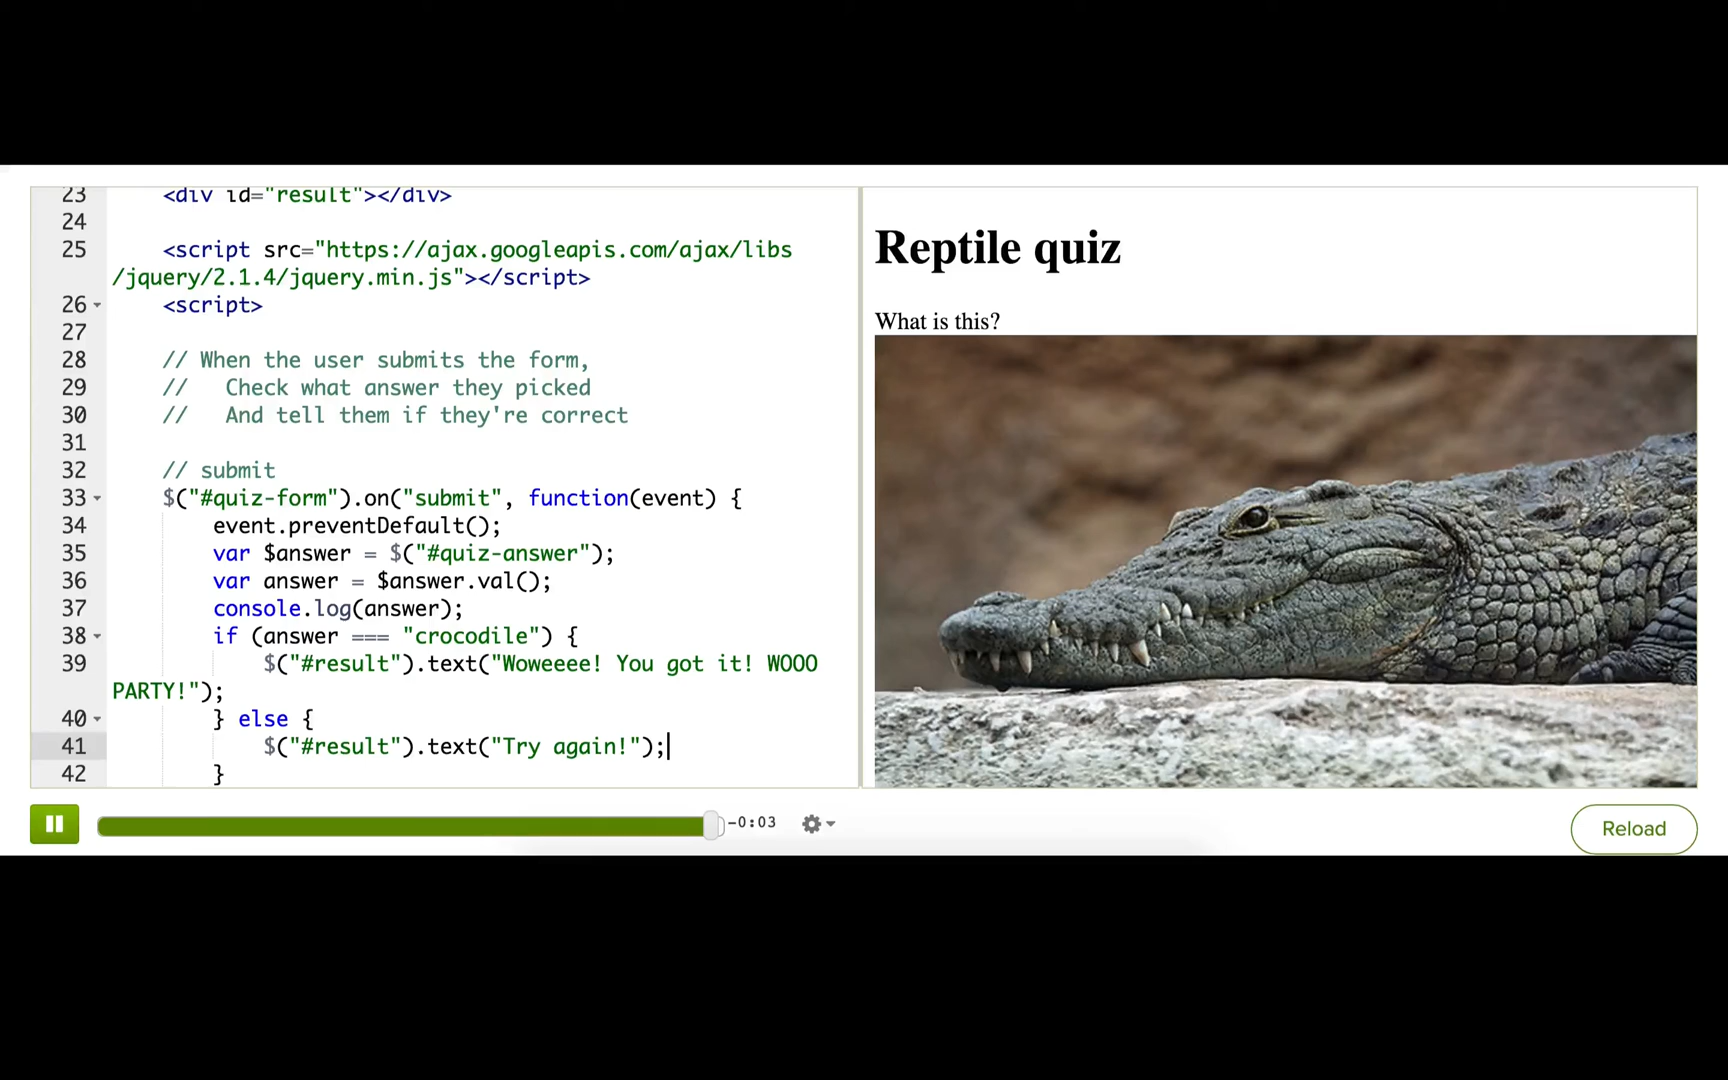 23 <div id="result"></div>
24
25 <script src="https://ajax.googleapis.com/ajax/libs
/jquery/2.1.4/jquery.min.js"></script>
26 <script>
27
28 // When the user submits the form,
29 //   Check what answer they picked
30 //   And tell them if they're correct
31
32 // submit
33 $("#quiz-form").on("submit", function(event) {
34 event.preventDefault();
35 var $answer = $("#quiz-answer");
36 var answer = $answer.val();
37 console.log(answer);
38 if (answer === "crocodile") {
39 $("#result").text("Woweeee! You got it! WOOO
PARTY!");
40 } else {
41 $("#result").text("Try again!");
42 }
Reptile quiz
What is this?
-0:03
Reload